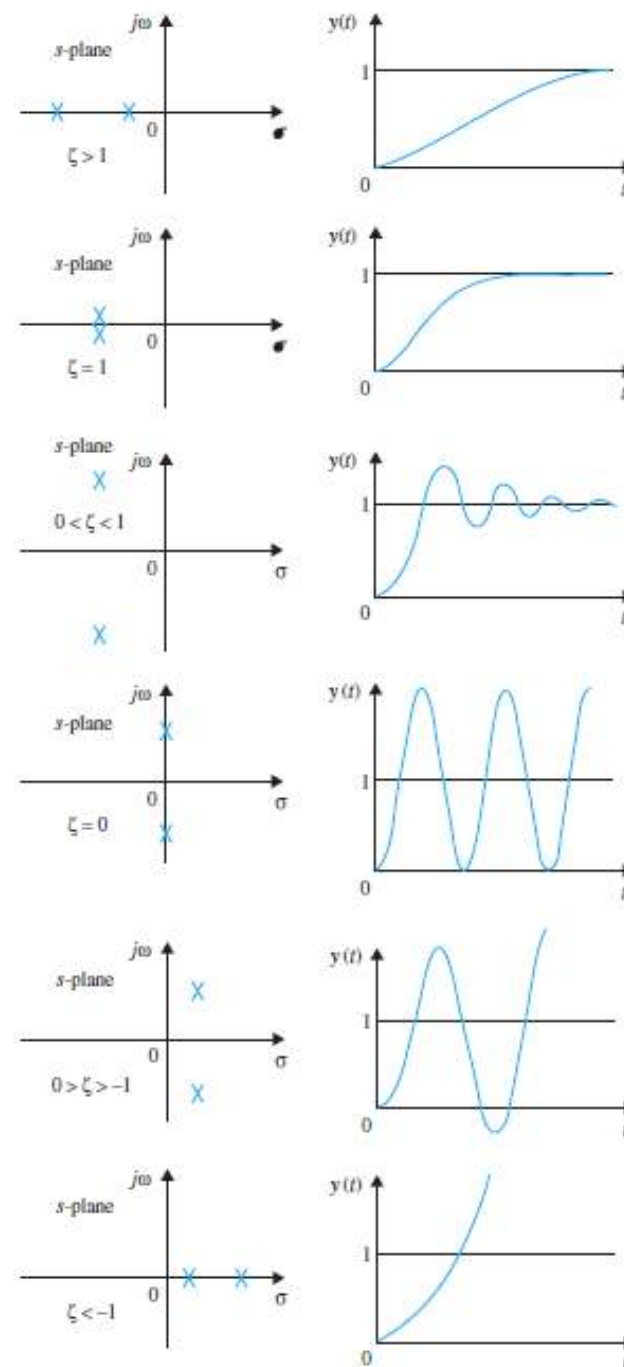 jω
s-plane
0
σ
ζ > 1
y(t)
1
0
t
jω
s-plane
0
σ
ζ = 1
y(t)
1
0
t
s-plane
jω
0 < ζ < 1
0
σ
y(t)
1
0
t
jω
s-plane
0
σ
ζ = 0
y (t)
1
0
t
jω
s-plane
0
σ
0 > ζ > –1
y (t)
1
0
t
jω
s-plane
0
σ
ζ < –1
y (t)
1
0